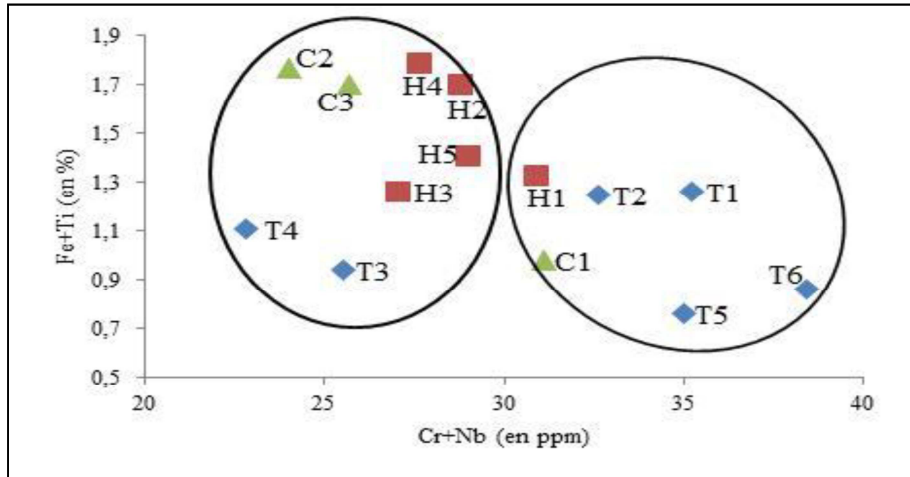 Fe+Ti (en %)
1,9
1,7
1,5
1,3
1,1
0,9
0,7
0,5
C2
C3
H4
H2
H5
H3
T4
T3
H1
T2
T1
C1
T6
T5
20 25 30 35 40
Cr+Nb (en ppm)